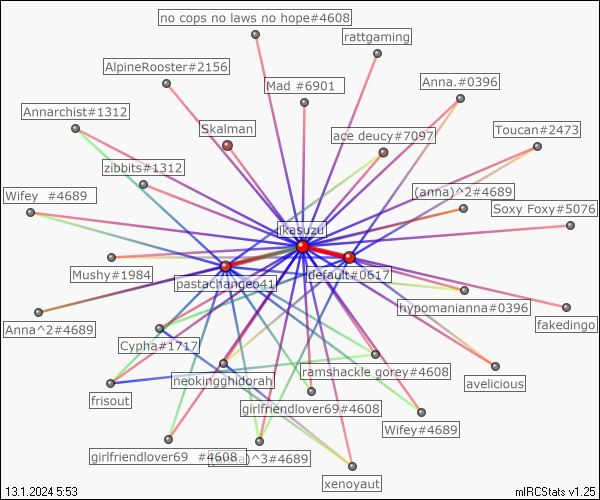 no cops no laws no hope#4608
rattgaming
AlpineRooster#2156
Mad #6901
Anna.#0396
Annarchist#1312
Skalman
ace deucy#7097
Toucan#2473
zibbits#1312
Wifey #4689
(anna)^2#4689
Soxy Foxy#5076
ikesuzu
Mushy#1984
pastachangeo41
default#0617
hypomanianna#0396
fakedingo
Anna^2#4689
Cypha#1717
ramshackle gorey#4608
neokingghidorah
avelicious
frisout
girlfriendlover69#4608
Wifey#4689
girlfriendlover69 #4608
(anna)^3#4689
xenoyaut
13.1.2024 5:53
mIRCStats v1.25